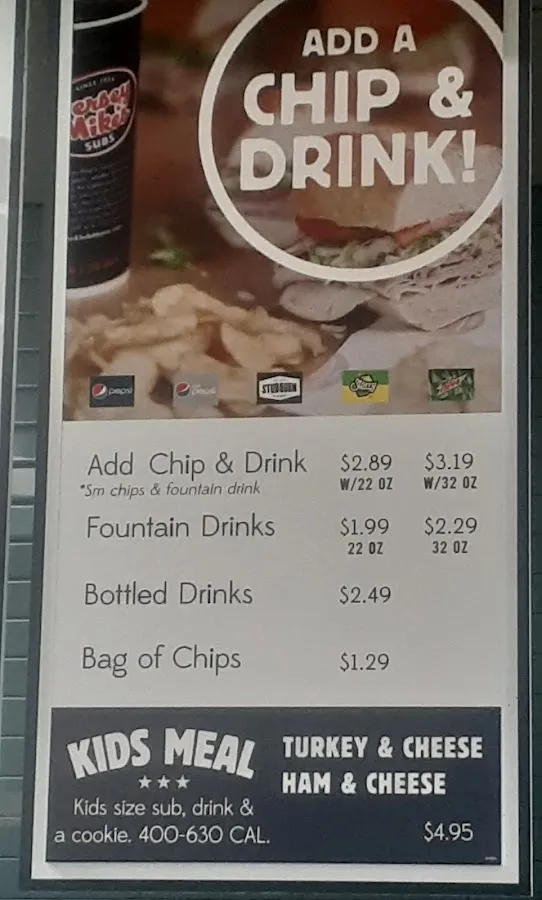 ADD A
CHIP &
DRINK!
Jersey
Mike's
SUBS
pepsi
pepsi
STUBBORN
Add Chip & Drink $2.89 $3.19
*Sm chips & fountain drink W/22 OZ W/32 OZ
Fountain Drinks $1.99 $2.29
22 OZ 32 OZ
Bottled Drinks $2.49
Bag of Chips $1.29
KIDS MEAL
Kids size sub, drink &
a cookie. 400-630 CAL.
TURKEY & CHEESE
HAM & CHEESE
$4.95